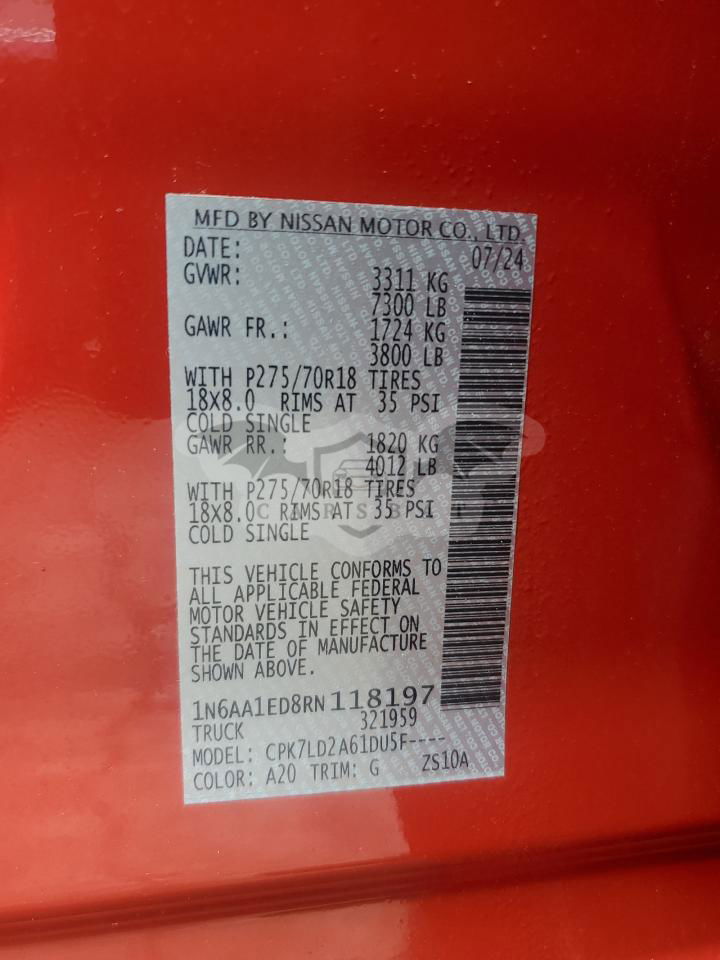 MFD BY NISSAN MOTOR CO., LTD
DATE: 07/24
GVWR: 3311 KG
7300 LB
GAWR FR.: 1724 KG
3800 LB
WITH P275/70R18 TIRES
18X8.0 RIMS AT 35 PSI
COLD SINGLE
GAWR RR.: 1820 KG
4012 LB
WITH P275/70R18 TIRES
18X8.0 RIMS AT 35 PSI
COLD SINGLE
THIS VEHICLE CONFORMS TO
ALL APPLICABLE FEDERAL
MOTOR VEHICLE SAFETY
STANDARDS IN EFFECT ON
THE DATE OF MANUFACTURE
SHOWN ABOVE.
1N6AA1ED8RN118197
TRUCK 321959
MODEL: CPK7LD2A61DU5F----
COLOR: A20 TRIM: G ZS10A